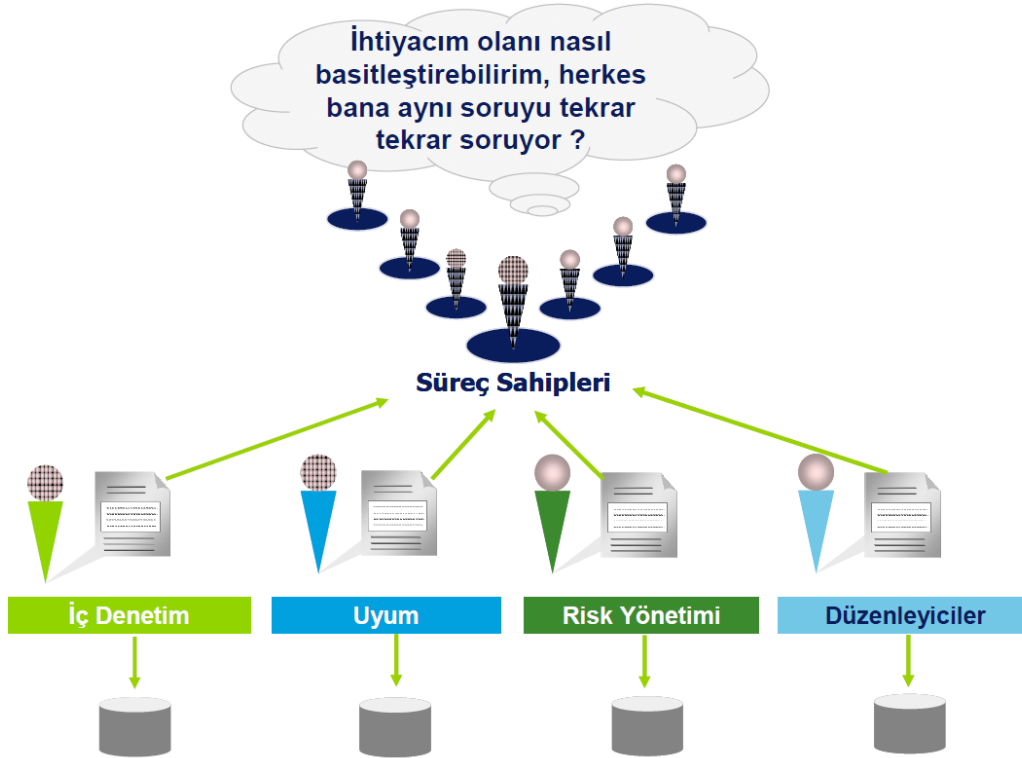 İhtiyacım olanı nasıl
basitleştirebilirim, herkes
bana aynı soruyu tekrar
tekrar soruyor ?
Süreç Sahipleri
İç Denetim
Uyum
Risk Yönetimi
Düzenleyiciler